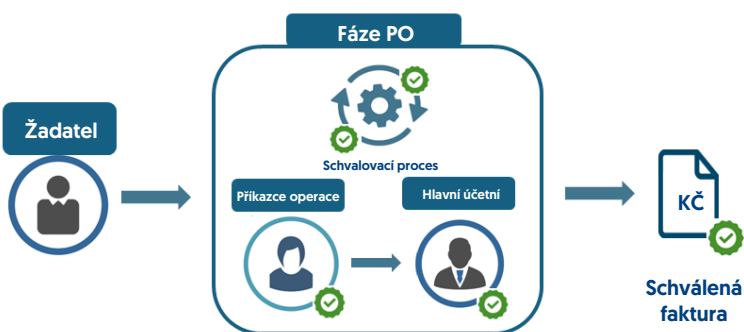 Fáze PO
Žadatel
Schvalovací proces
Příkazce operace
Hlavní účetní
KČ
Schválená
faktura